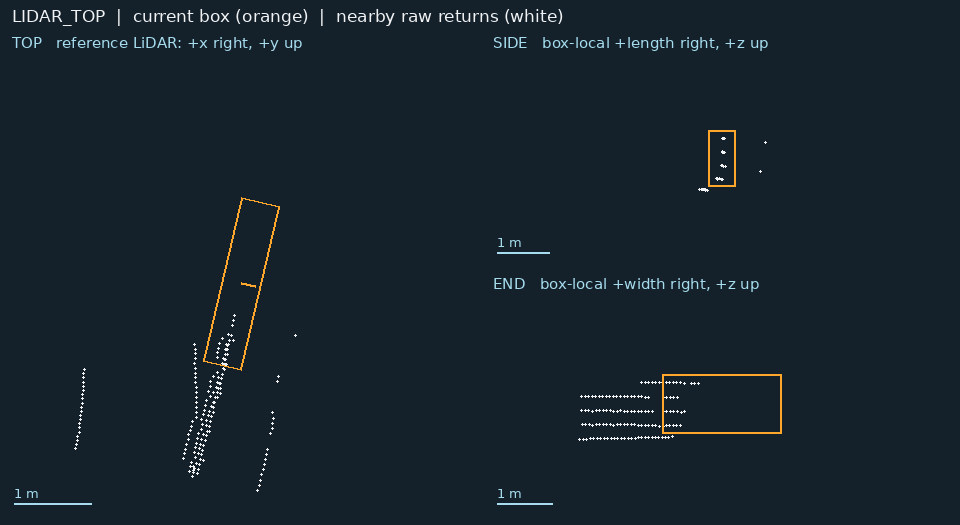 LIDAR_TOP | current box (orange) | nearby raw returns (white)
TOP reference LiDAR: +x right, +y up
SIDE box-local +length right, +z up
1 m
END box-local +width right, +z up
1 m
1 m